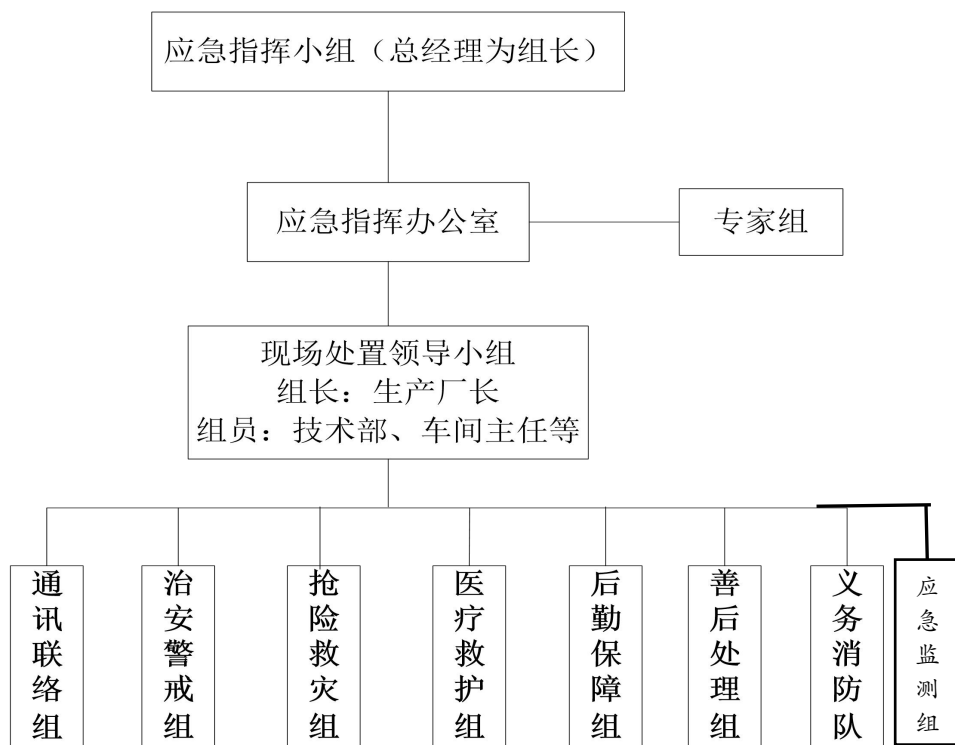 应急指挥小组（总经理为组长）
应急指挥办公室
专家组
现场处置领导小组
组长：生产厂长
组员：技术部、车间主任等
通讯联络组
治安警戒组
抢险救灾组
医疗救护组
后勤保障组
善后处理组
义务消防队
应急监测组